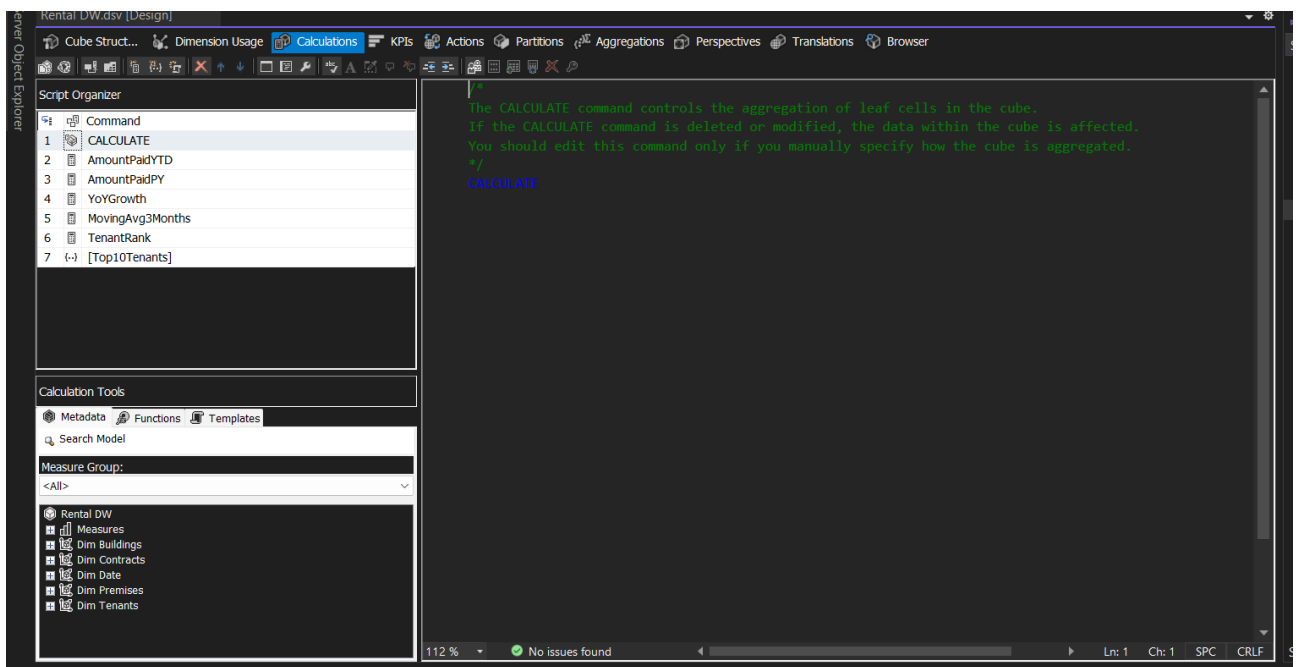 Rental DW.dsv [Design]
Server Object Explorer
Cube Struct... Dimension Usage Calculations KPIs Actions Partitions Aggregations Perspectives Translations Browser
Script Organizer
Command
1 CALCULATE
2 AmountPaidYTD
3 AmountPaidPY
4 YoYGrowth
5 MovingAvg3Months
6 TenantRank
7 [Top10Tenants]
/*
The CALCULATE command controls the aggregation of leaf cells in the cube.
If the CALCULATE command is deleted or modified, the data within the cube is affected.
You should edit this command only if you manually specify how the cube is aggregated.
*/
CALCULATE
Calculation Tools
Metadata Functions Templates
Search Model
Measure Group:
<All>
Rental DW
Measures
Dim Buildings
Dim Contracts
Dim Date
Dim Premises
Dim Tenants
112 % No issues found Ln: 1 Ch: 1 SPC CRLF